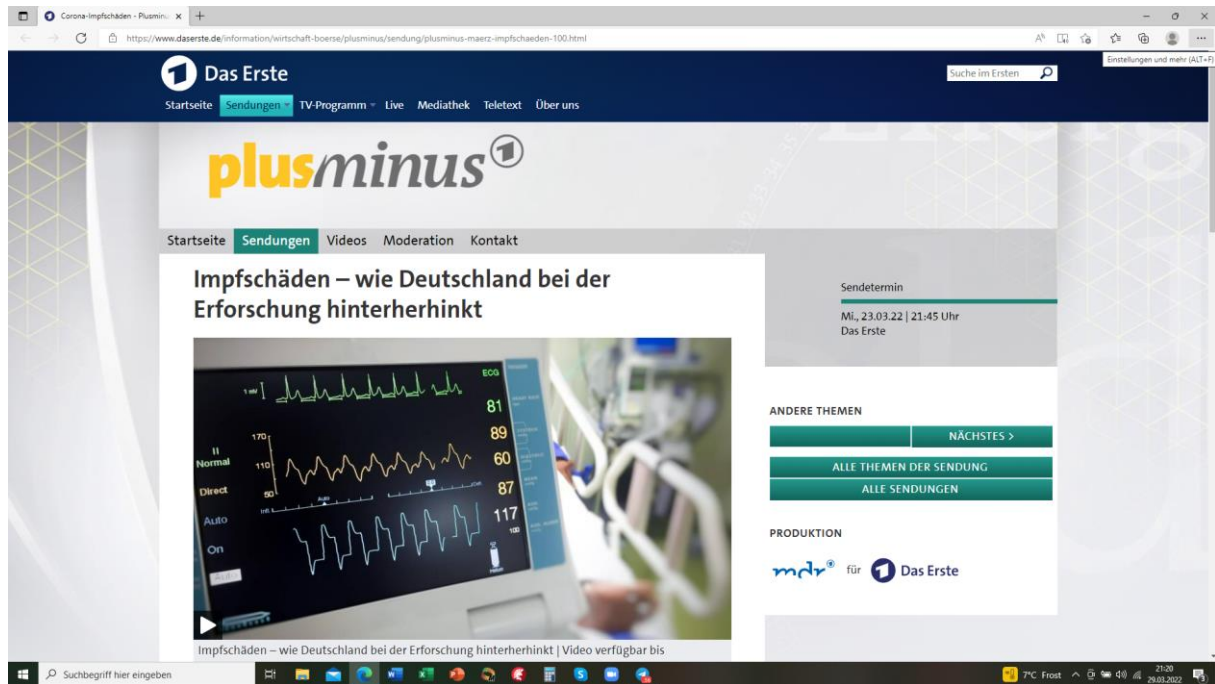 Corona-Impfschäden - Plusminu
https://www.daserste.de/information/wirtschaft-boerse/plusminus/sendung/plusminus-maerz-impfschaeden-100.html
Einstellungen und mehr (ALT+F)
Das Erste
Suche im Ersten
Startseite Sendungen TV-Programm Live Mediathek Teletext Über uns
plusminus
Startseite Sendungen Videos Moderation Kontakt
Impfschäden – wie Deutschland bei der
Erforschung hinterherhinkt
Sendetermin
Mi., 23.03.22 | 21:45 Uhr
Das Erste
1 mV
ECG
81
170
89
II
Normal
110
60
Direct
50
87
Auto
117
100
On
Auto
ANDERE THEMEN
NÄCHSTES >
ALLE THEMEN DER SENDUNG
ALLE SENDUNGEN
PRODUKTION
mdr für Das Erste
Impfschäden – wie Deutschland bei der Erforschung hinterherhinkt | Video verfügbar bis
Suchbegriff hier eingeben
7°C Frost
21:20
29.03.2022